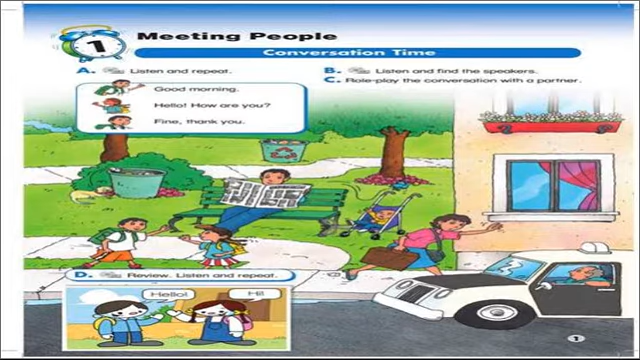 1 Meeting People
Conversation Time
A. Listen and repeat.
B. Listen and find the speakers.
C. Role-play the conversation with a partner.
Good morning.
Hello! How are you?
Fine, thank you.
D. Review. Listen and repeat.
Hello!
Hi!
1